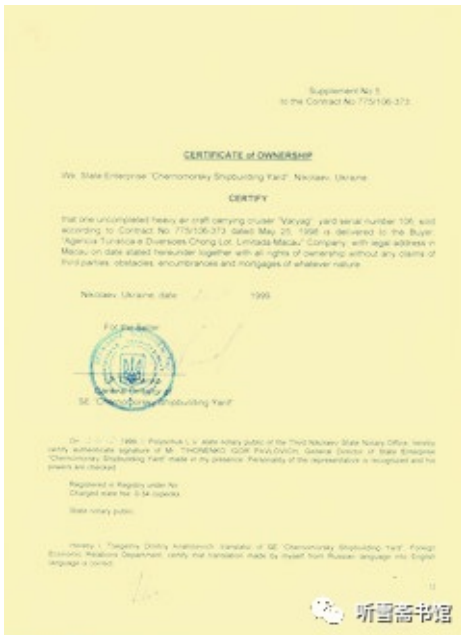 Supplement No 5
to the Contract No 775/106-373
CERTIFICATE of OWNERSHIP
We, State Enterprise "Chernomorsky Shipbuilding Yard", Nikolaev, Ukraine
CERTIFY
that one uncompleted heavy air craft carrying cruiser "Varyag" yard serial number 106, sold
according to Contract No 775/106-373 dated May 25, 1998 is delivered to the Buyer:
"Agencia Turistica e Diversoes Chong Lot, Limitada-Macau" Company, with legal address in
Macau on date stated hereunder together with all rights of ownership without any claims of
third parties, obstacles, encumbrances and mortgages of whatever nature.
Nikolaev, Ukraine, date 1998
For the Seller
General Director
SE "Chernomorsky Shipbuilding Yard"
On 1998 I, L.V. state notary public of the Third Nikolaev State Notary Office, hereby
certify authenticate signature of Mr. TIHONENKO IGOR PAVLOVICH, General Director of State Enterprise
"Chernomorsky Shipbuilding Yard" made in my presence. Personality of the representative is recognized and his
powers are checked.
Registered in Registry under No
Charged state fee 0.34 copecks
State notary public
Hereby I, Dmitry translator of SE "Chernomorsky Shipbuilding Yard", Foreign
Economic Relations Department, certify that translation made by myself from Russian language into English
language is correct.
听雪斋书馆